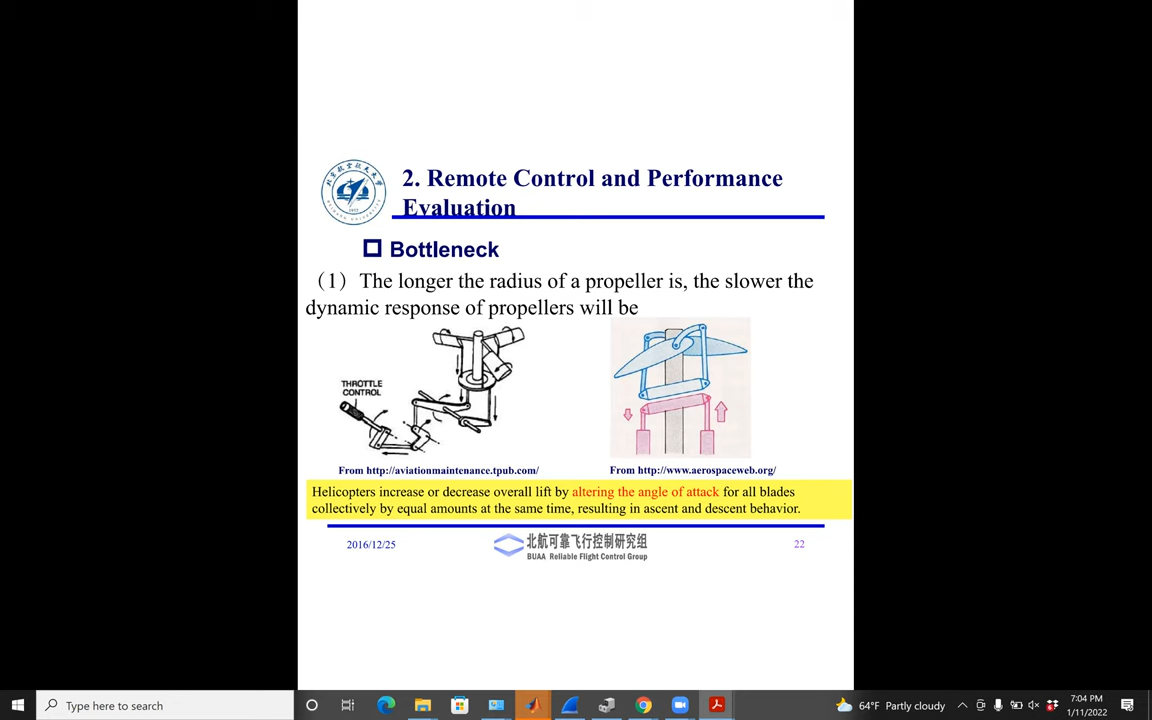 2. Remote Control and Performance
Evaluation
Bottleneck
（1）The longer the radius of a propeller is, the slower the
dynamic response of propellers will be
THROTTLE
CONTROL
From http://aviationmaintenance.tpub.com/
From http://www.aerospaceweb.org/
Helicopters increase or decrease overall lift by altering the angle of attack for all blades
collectively by equal amounts at the same time, resulting in ascent and descent behavior.
2016/12/25
北航可靠飞行控制研究组
BUAA Reliable Flight Control Group
22
Type here to search
64°F Partly cloudy
7:04 PM
1/11/2022